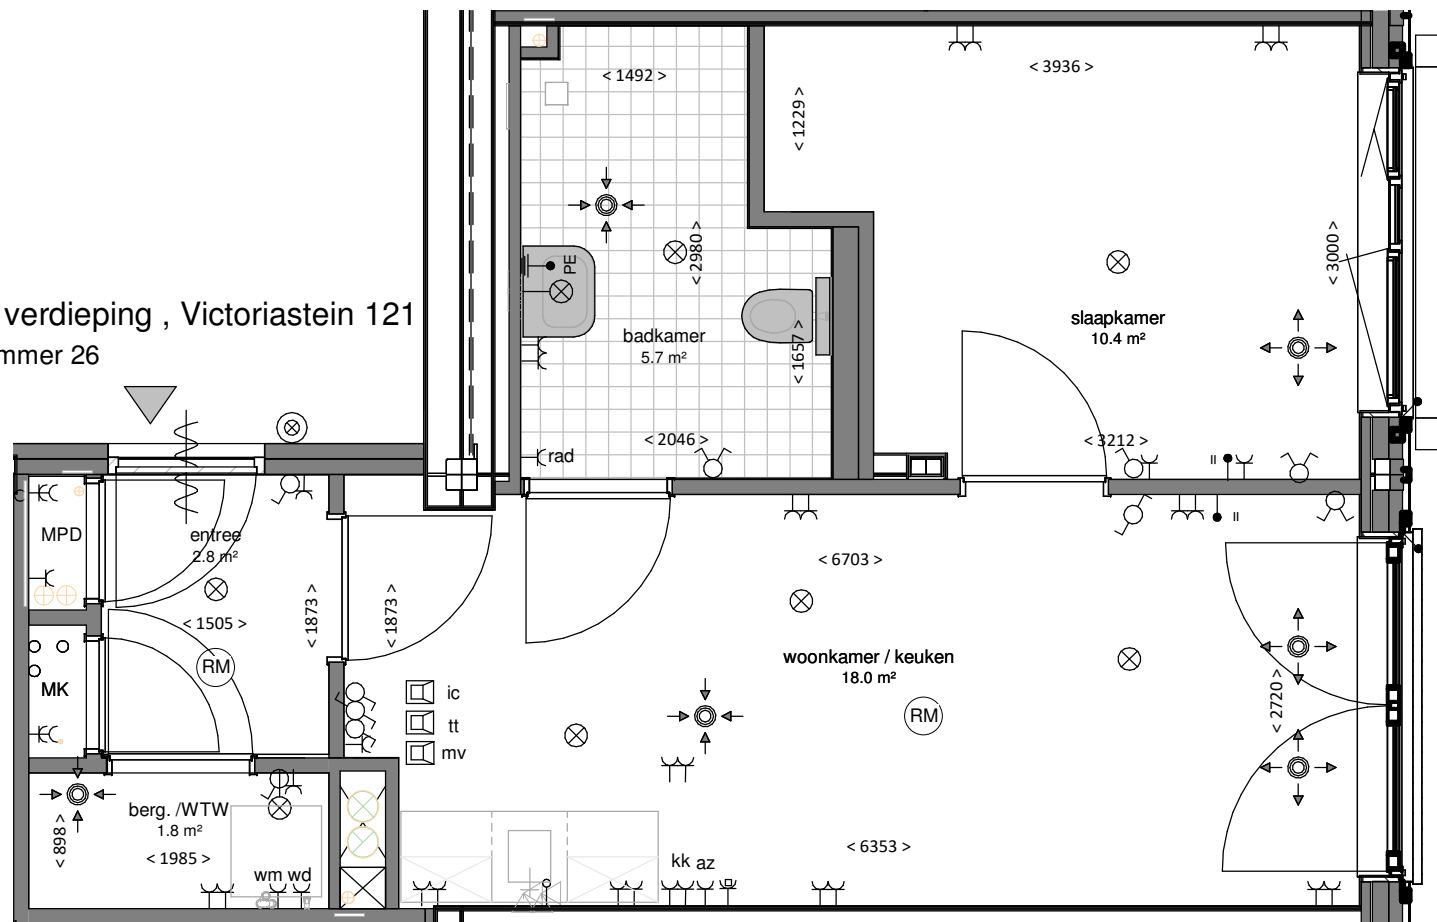 < 1492 >
< 3936 >
< 1229 >
< 2980 >
< 3000 >
PE
verdieping , Victoriastein 121
mmer 26
badkamer
5.7 m²
< 1657 >
slaapkamer
10.4 m²
< 2046 >
< 3212 >
rad
II
II
MPD
entree
2.8 m²
< 6703 >
< 1505 >
< 1873 >
< 1873 >
RM
MK
woonkamer / keuken
18.0 m²
RM
< 2720 >
ic
tt
mv
berg. /WTW
1.8 m²
< 898 >
< 1985 >
wm wd
< 6353 >
kk az